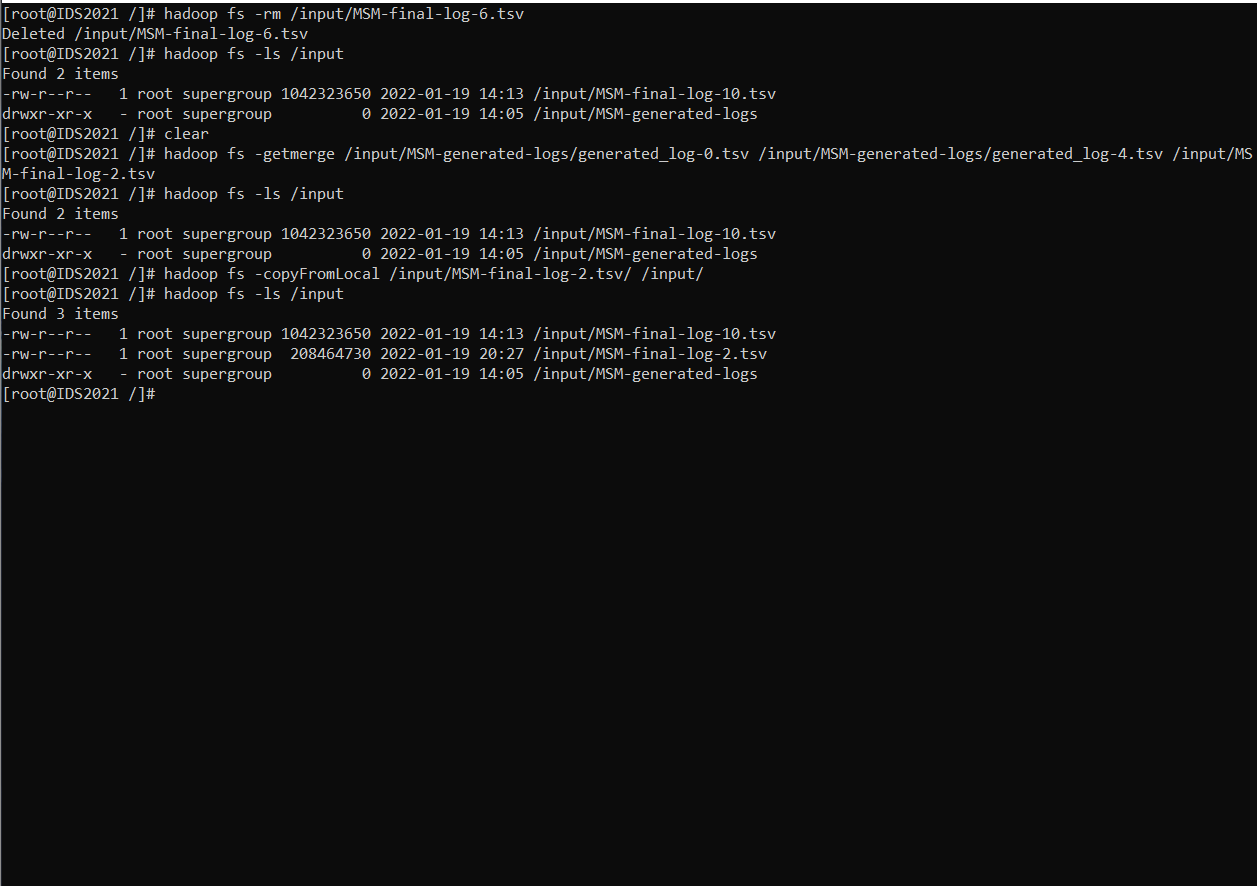 [root@IDS2021 /]# hadoop fs -rm /input/MSM-final-log-6.tsv
Deleted /input/MSM-final-log-6.tsv
[root@IDS2021 /]# hadoop fs -ls /input
Found 2 items
-rw-r--r--   1 root supergroup 1042323650 2022-01-19 14:13 /input/MSM-final-log-10.tsv
drwxr-xr-x   - root supergroup          0 2022-01-19 14:05 /input/MSM-generated-logs
[root@IDS2021 /]# clear
[root@IDS2021 /]# hadoop fs -getmerge /input/MSM-generated-logs/generated_log-0.tsv /input/MSM-generated-logs/generated_log-4.tsv /input/MS
M-final-log-2.tsv
[root@IDS2021 /]# hadoop fs -ls /input
Found 2 items
-rw-r--r--   1 root supergroup 1042323650 2022-01-19 14:13 /input/MSM-final-log-10.tsv
drwxr-xr-x   - root supergroup          0 2022-01-19 14:05 /input/MSM-generated-logs
[root@IDS2021 /]# hadoop fs -copyFromLocal /input/MSM-final-log-2.tsv/ /input/
[root@IDS2021 /]# hadoop fs -ls /input
Found 3 items
-rw-r--r--   1 root supergroup 1042323650 2022-01-19 14:13 /input/MSM-final-log-10.tsv
-rw-r--r--   1 root supergroup  208464730 2022-01-19 20:27 /input/MSM-final-log-2.tsv
drwxr-xr-x   - root supergroup          0 2022-01-19 14:05 /input/MSM-generated-logs
[root@IDS2021 /]#